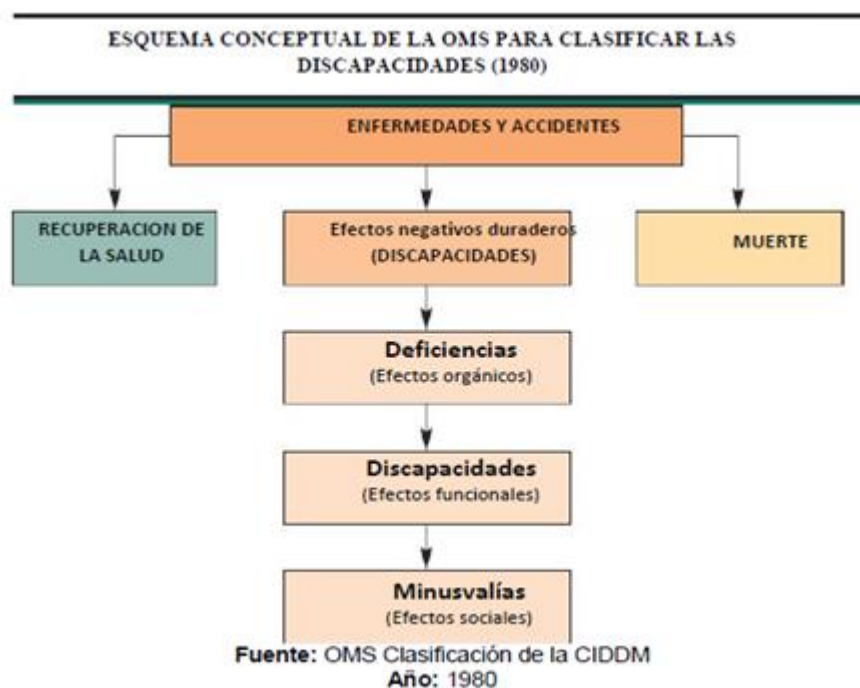 ESQUEMA CONCEPTUAL DE LA OMS PARA CLASIFICAR LAS
DISCAPACIDADES (1980)
ENFERMEDADES Y ACCIDENTES
RECUPERACION DE
LA SALUD
Efectos negativos duraderos
(DISCAPACIDADES)
MUERTE
Deficiencias
(Efectos orgánicos)
Discapacidades
(Efectos funcionales)
Minusvalías
(Efectos sociales)
Fuente: OMS Clasificación de la CIDDM
Año: 1980